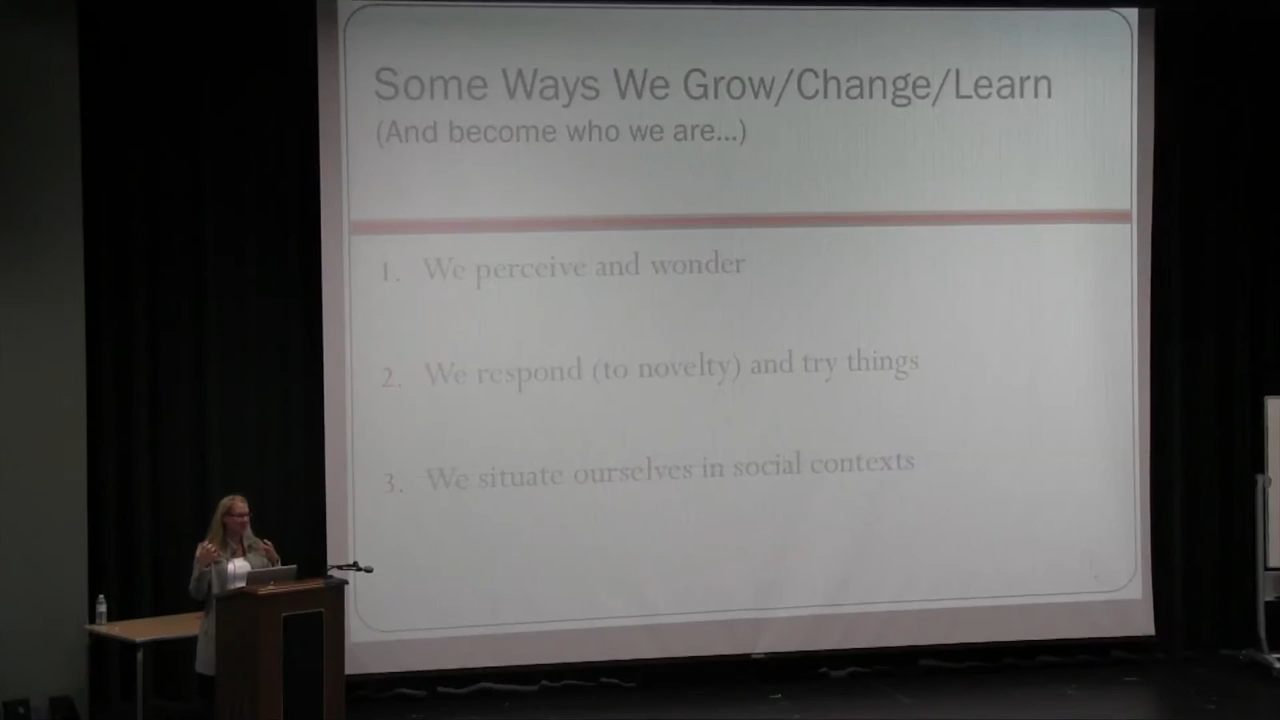 Some Ways We Grow/Change/Learn
(And become who we are...)
1. We perceive and wonder
2. We respond (to novelty) and try things
3. We situate ourselves in social contexts